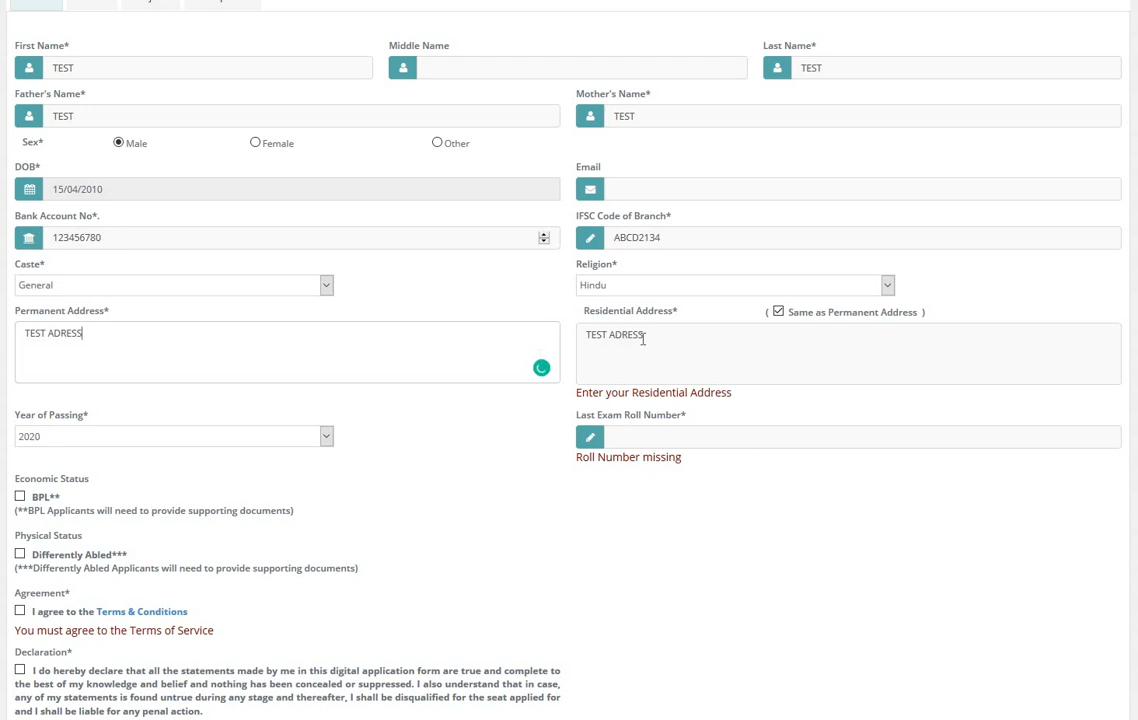 First Name* Middle Name Last Name*
TEST TEST
Father's Name* Mother's Name*
TEST TEST
Sex* Male Female Other
DOB* Email
15/04/2010
Bank Account No*. IFSC Code of Branch*
123456780 ABCD2134
Caste* Religion*
General Hindu
Permanent Address* Residential Address* ( Same as Permanent Address )
TEST ADRESS TEST ADRESS
Enter your Residential Address
Year of Passing* Last Exam Roll Number*
2020
Roll Number missing
Economic Status
BPL**
(**BPL Applicants will need to provide supporting documents)
Physical Status
Differently Abled***
(***Differently Abled Applicants will need to provide supporting documents)
Agreement*
I agree to the Terms & Conditions
You must agree to the Terms of Service
Declaration*
I do hereby declare that all the statements made by me in this digital application form are true and complete to
the best of my knowledge and belief and nothing has been concealed or suppressed. I also understand that in case,
any of my statements is found untrue during any stage and thereafter, I shall be disqualified for the seat applied for
and I shall be liable for any penal action.